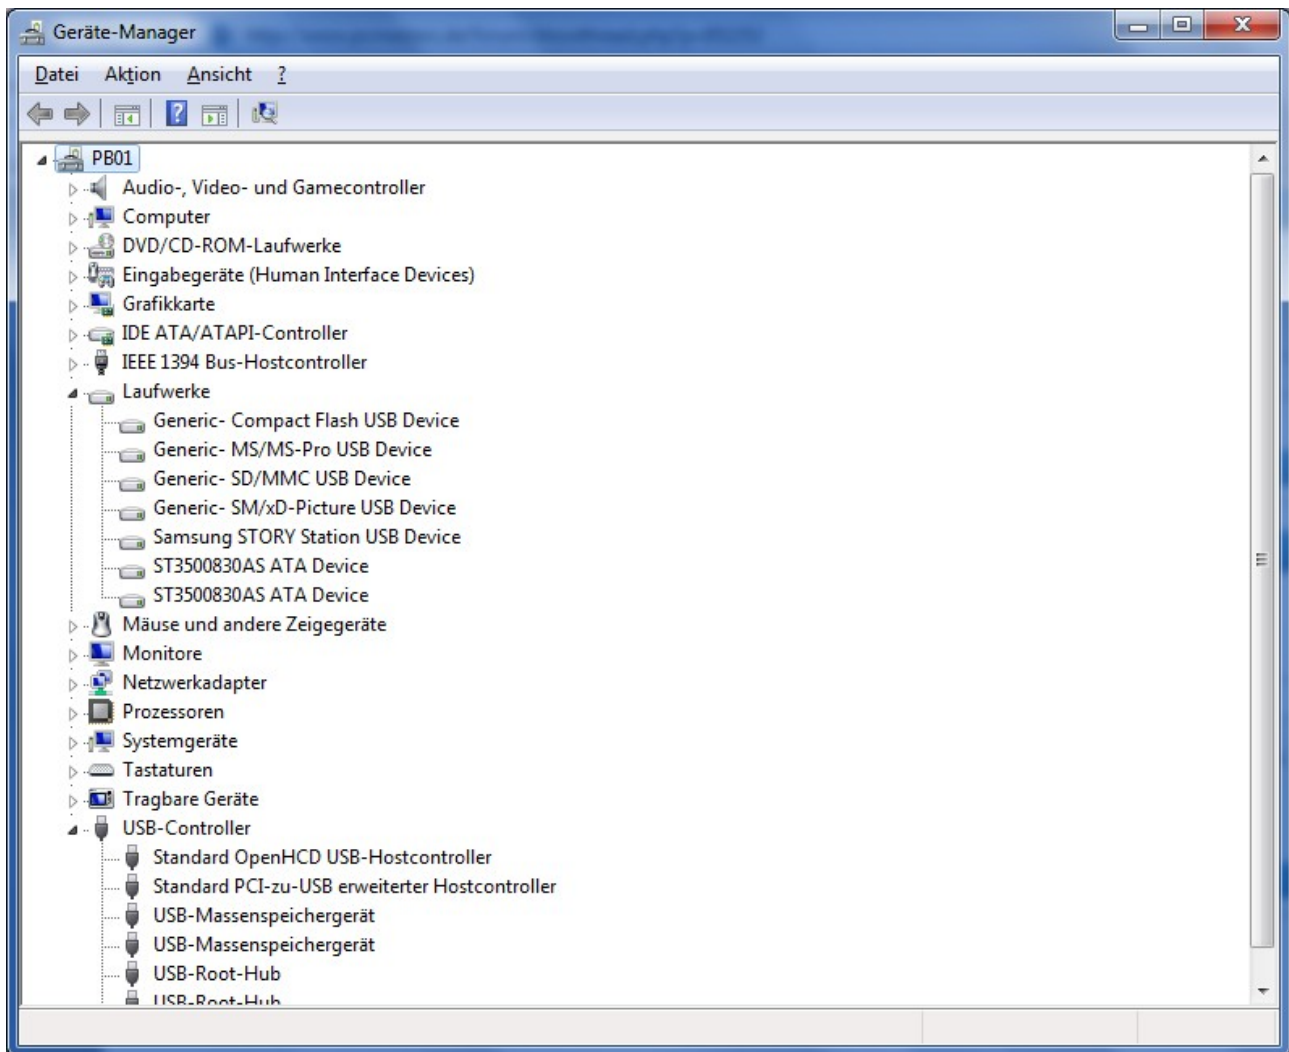 Geräte-Manager
Datei Aktion Ansicht ?
PB01
Audio-, Video- und Gamecontroller
Computer
DVD/CD-ROM-Laufwerke
Eingabegeräte (Human Interface Devices)
Grafikkarte
IDE ATA/ATAPI-Controller
IEEE 1394 Bus-Hostcontroller
Laufwerke
Generic- Compact Flash USB Device
Generic- MS/MS-Pro USB Device
Generic- SD/MMC USB Device
Generic- SM/xD-Picture USB Device
Samsung STORY Station USB Device
ST3500830AS ATA Device
ST3500830AS ATA Device
Mäuse und andere Zeigegeräte
Monitore
Netzwerkadapter
Prozessoren
Systemgeräte
Tastaturen
Tragbare Geräte
USB-Controller
Standard OpenHCD USB-Hostcontroller
Standard PCI-zu-USB erweiterter Hostcontroller
USB-Massenspeichergerät
USB-Massenspeichergerät
USB-Root-Hub
USB-Root-Hub